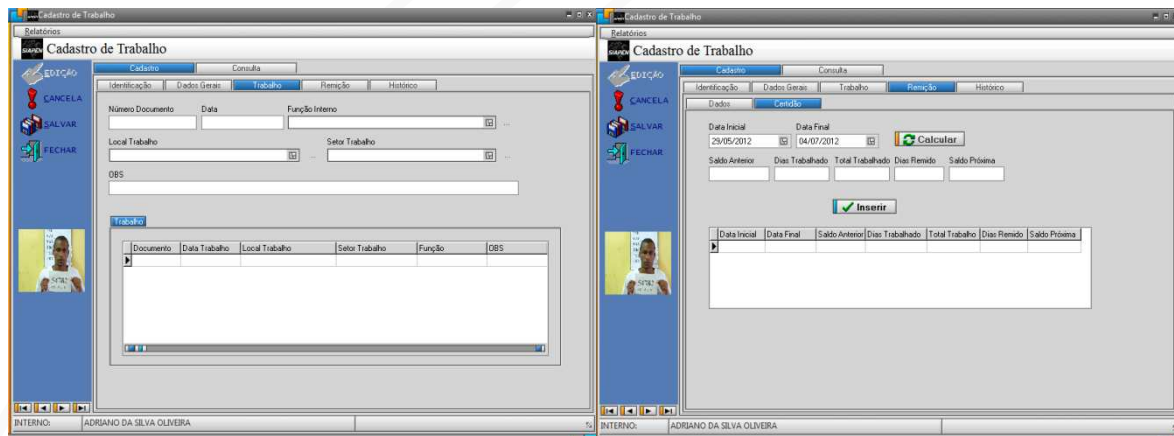 Cadastro de Trabalho
Relatórios
SIAPEN Cadastro de Trabalho
EDIÇÃO
CANCELA
SALVAR
FECHAR
Cadastro Consulta
Identificação Dados Gerais Trabalho Remição Histórico
Número Documento Data Função Interno
Local Trabalho Setor Trabalho
OBS
Trabalho
Documento Data Trabalho Local Trabalho Setor Trabalho Função OBS
INTERNO: ADRIANO DA SILVA OLIVEIRA
Cadastro de Trabalho
Relatórios
SIAPEN Cadastro de Trabalho
EDIÇÃO
CANCELA
SALVAR
FECHAR
Cadastro Consulta
Identificação Dados Gerais Trabalho Remição Histórico
Dados Certidão
Data Inicial Data Final
29/05/2012 04/07/2012 Calcular
Saldo Anterior Dias Trabalhado Total Trabalhado Dias Remido Saldo Próxima
Inserir
Data Inicial Data Final Saldo Anterior Dias Trabalhado Total Trabalho Dias Remido Saldo Próxima
INTERNO: ADRIANO DA SILVA OLIVEIRA